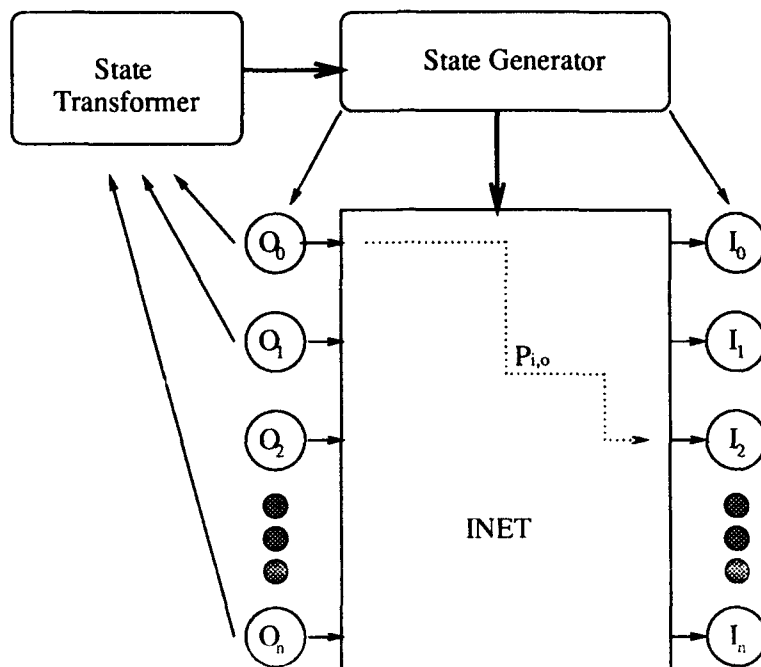 State
Transformer
State Generator
O₀
I₀
O₁
I₁
Pi,o
O₂
I₂
INET
Oₙ
Iₙ